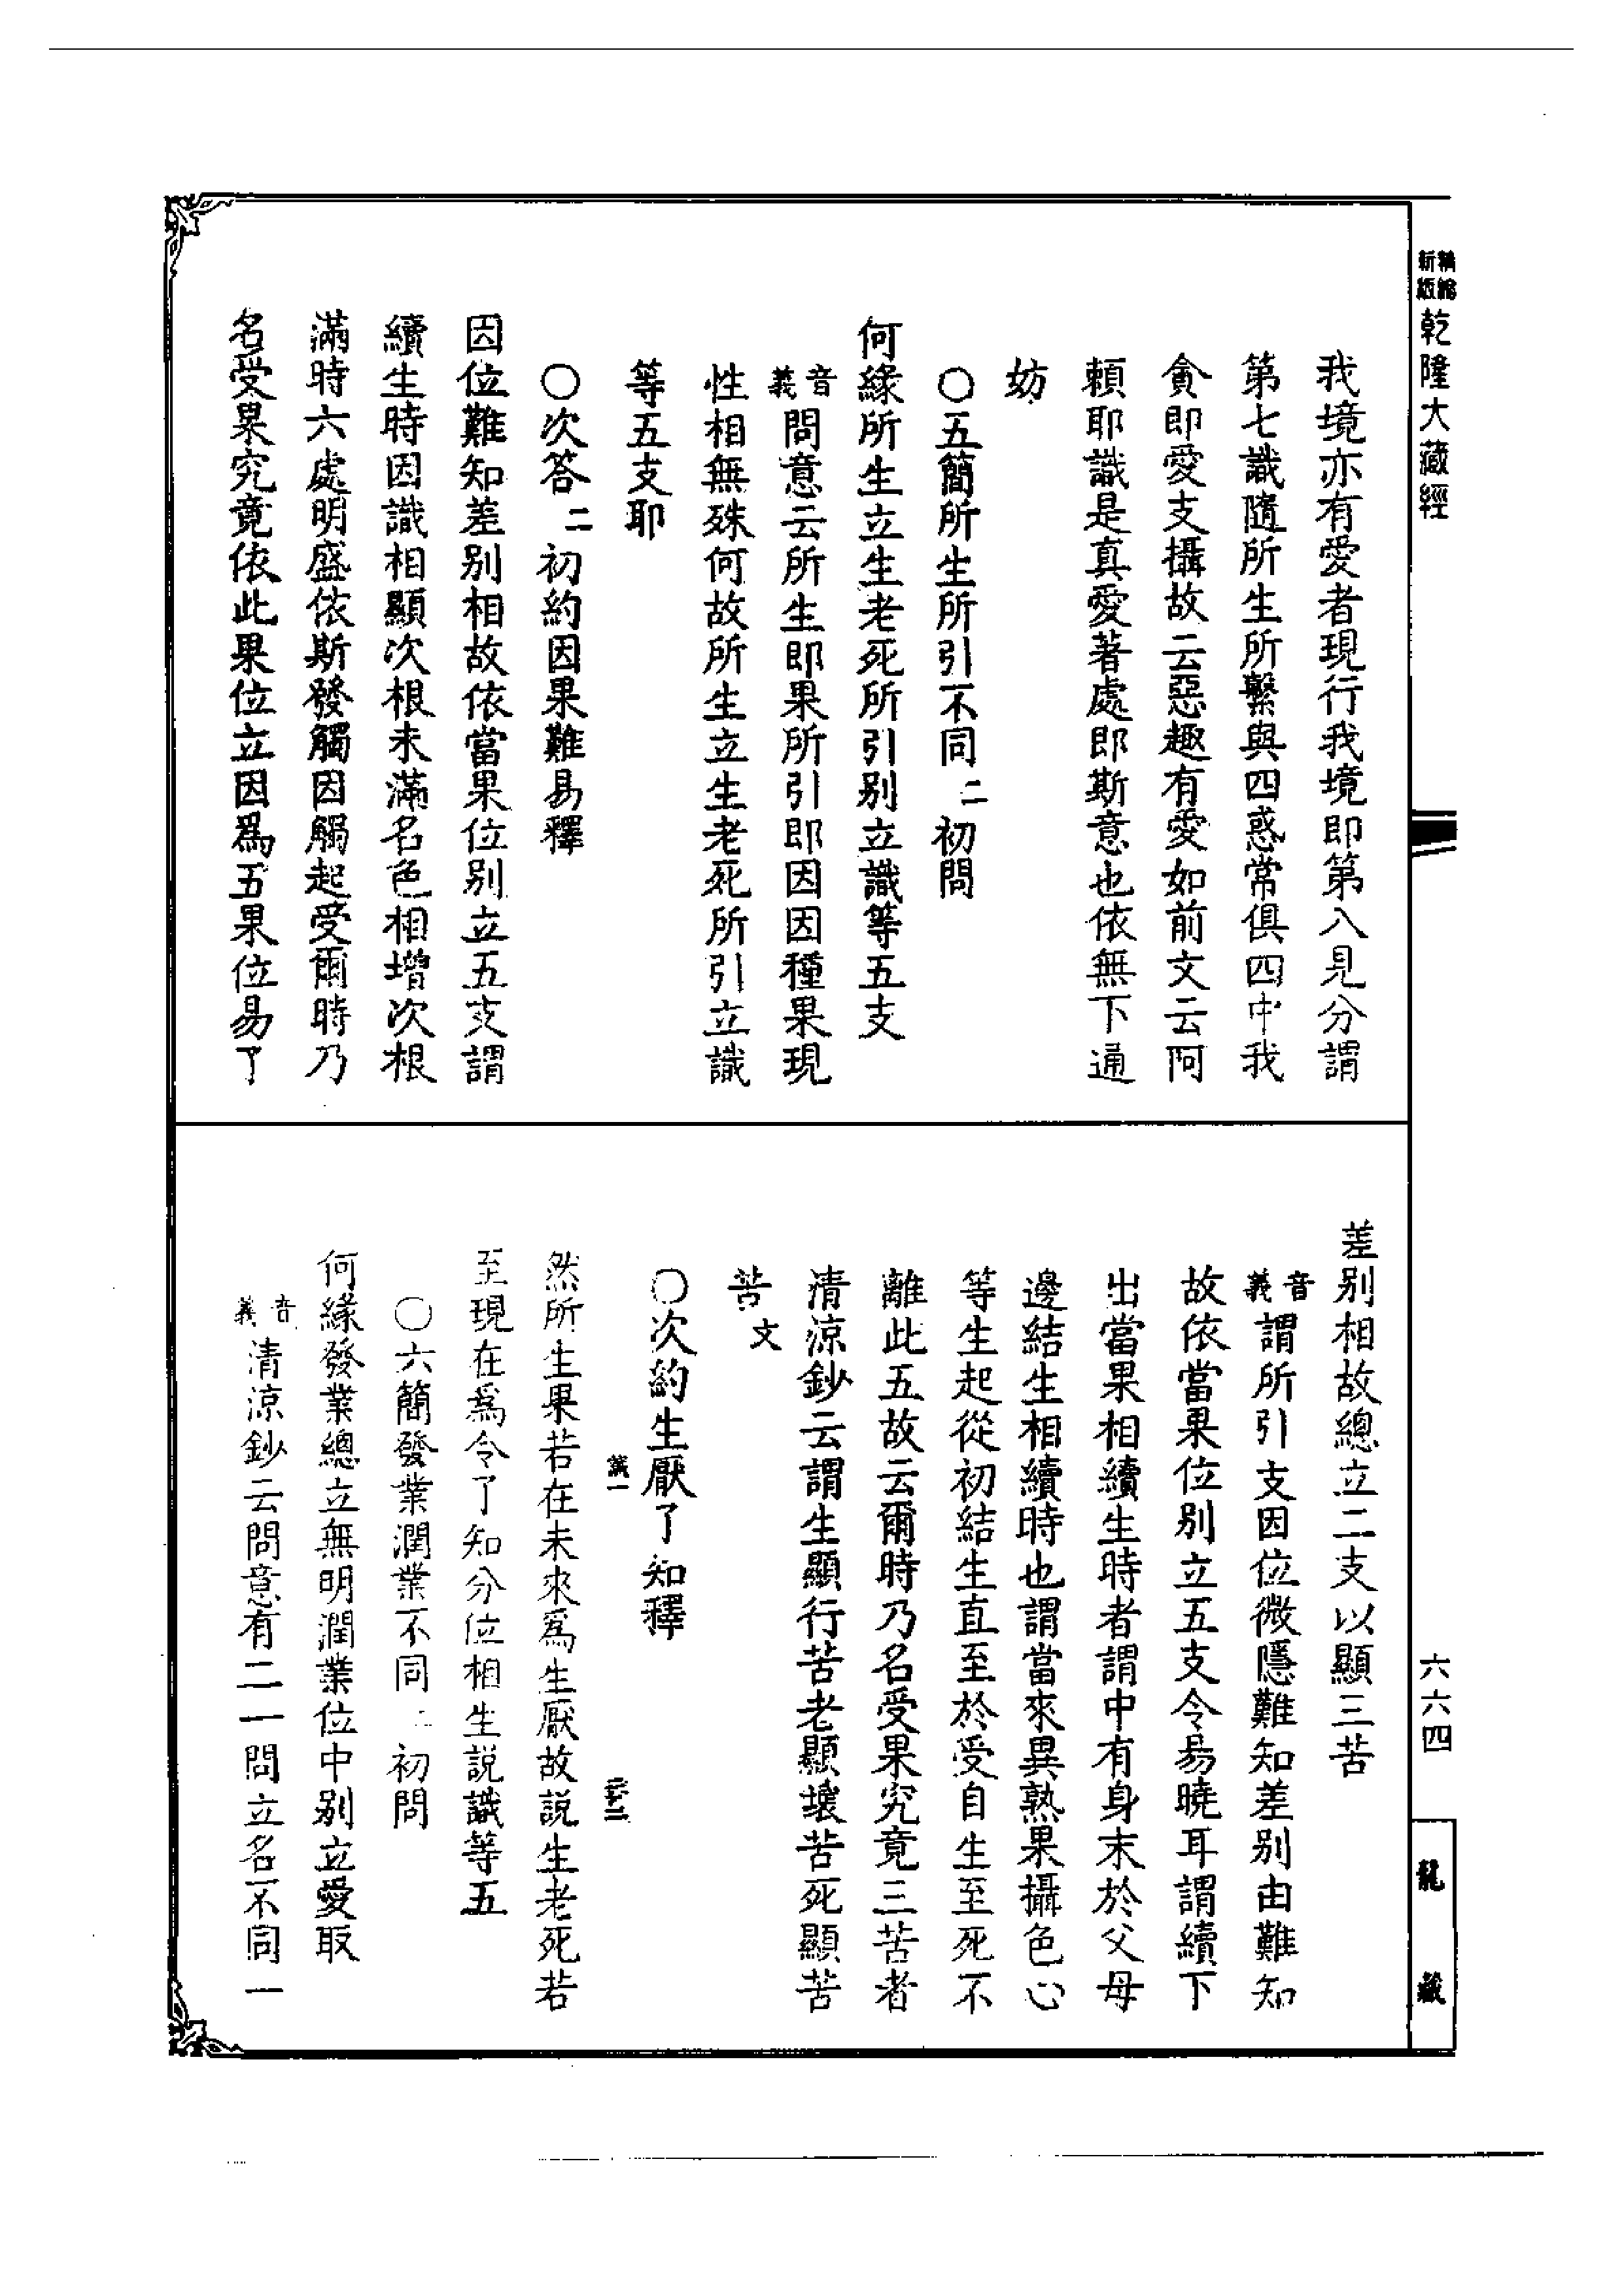 新縮
版編
乾隆大藏經
我境亦有愛者現行我境即第八見分謂
第七識隨所生所繫與四惑常俱四中我
貪即愛支攝故云惡趣有愛如前文云阿
賴耶識是真愛著處即斯意也依無下通
妨
〇五簡所生所引不同二初問
何緣所生立生老死所引別立識等五支
音義問意云所生即果所引即因因種果現
性相無殊何故所生立生老死所引立識
等五支耶
〇次答二初約因果難易釋
因位難知差別相故依當果位別立五支謂
續生時因識相顯次根未滿名色相增次根
滿時六處明盛依斯發觸因觸起受爾時乃
名受果究竟依此果位立因為五果位易了
差別相故總立二支以顯三苦
音義謂所引支因位微隱難知差別由難知
故依當果位別立五支令易曉耳謂續下
出當果相續生時者謂中有身末於父母
邊結生相續時也謂當來異熟果攝色心
等生起從初結生直至於受自生至死不
離此五故云爾時乃名受果究竟三苦者
清涼鈔云謂生顯行苦老顯壞苦死顯苦
苦文
〇次約生厭了知釋
然所生果若在未來為生厭故說生老死若
至現在為令了知分位相生說識等五
〇六簡發業潤業不同二初問
何緣發業總立無明潤業位中別立愛取
音義清涼鈔云問意有二一問立名不同一
六六四
龍藏